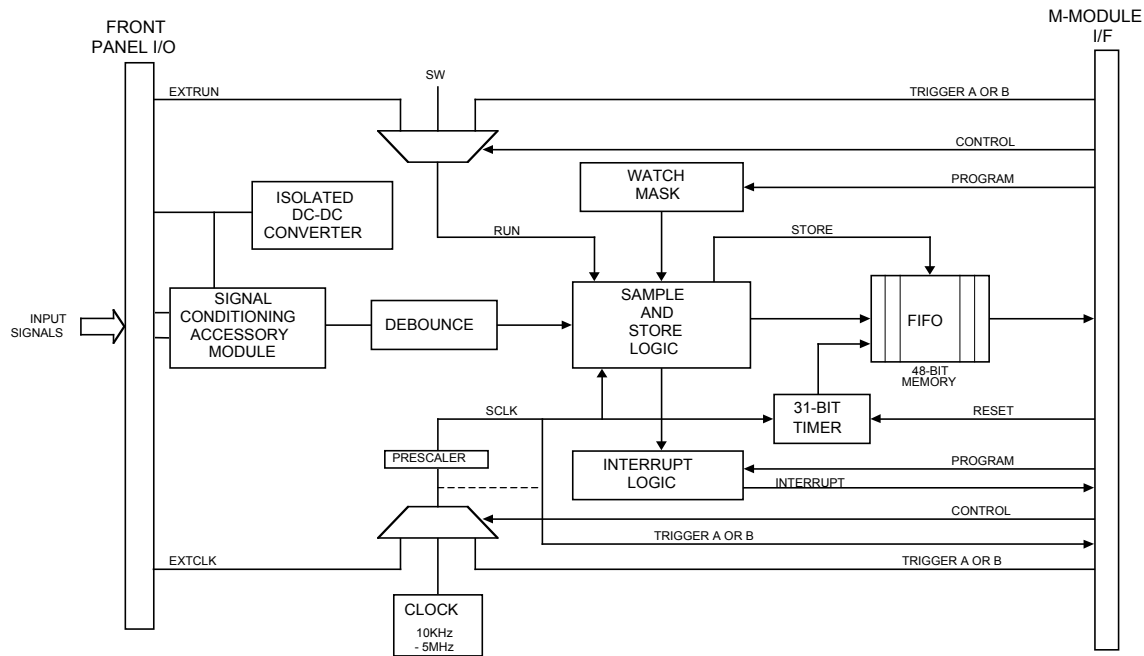 FRONT
PANEL I/O
M-MODULE
I/F
SW
EXTRUN
TRIGGER A OR B
CONTROL
WATCH
MASK
PROGRAM
ISOLATED
DC-DC
CONVERTER
RUN
STORE
INPUT
SIGNALS
SIGNAL
CONDITIONING
ACCESSORY
MODULE
DEBOUNCE
SAMPLE
AND
STORE
LOGIC
FIFO
48-BIT
MEMORY
SCLK
31-BIT
TIMER
RESET
PRESCALER
INTERRUPT
LOGIC
PROGRAM
INTERRUPT
CONTROL
TRIGGER A OR B
EXTCLK
TRIGGER A OR B
CLOCK
10KHz
- 5MHz